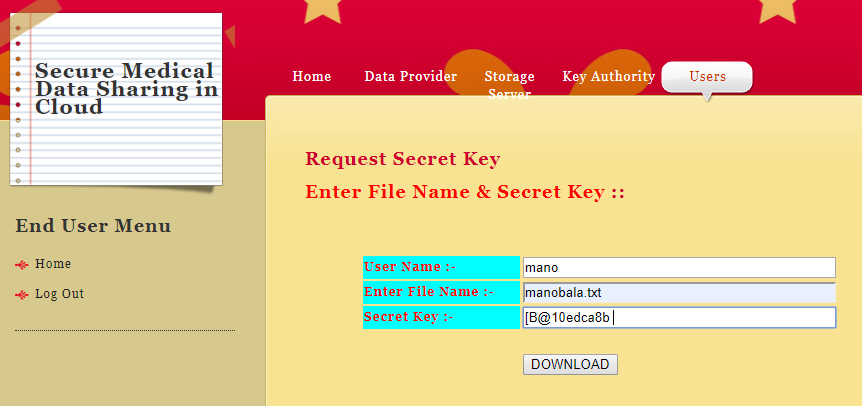 Secure Medical
Data Sharing in
Cloud
Home
Data Provider
Storage
Server
Key Authority
Users
Request Secret Key
Enter File Name & Secret Key ::
End User Menu
Home
Log Out
User Name :-
mano
Enter File Name :-
manobala.txt
Secret Key :-
[B@10edca8b
DOWNLOAD